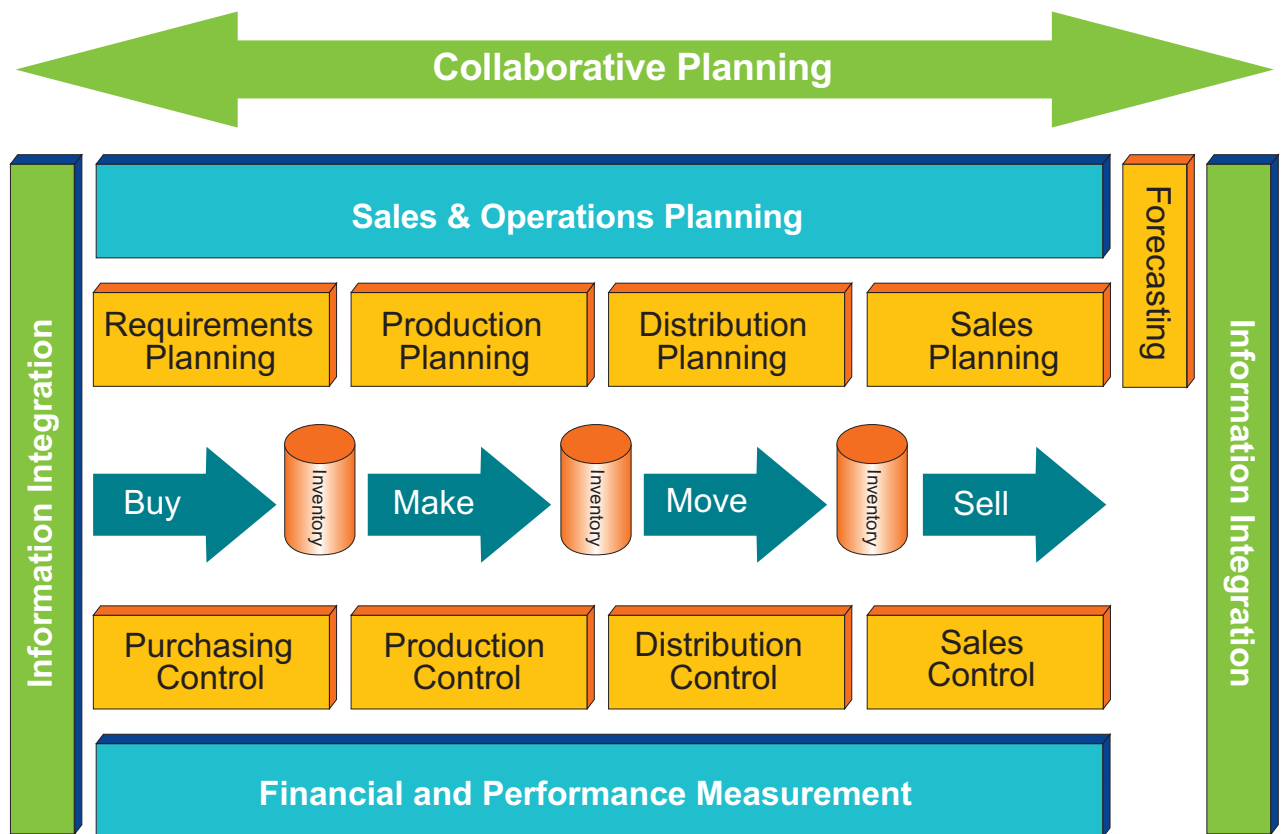 Collaborative Planning
Information Integration
Sales & Operations Planning
Forecasting
Information Integration
Requirements
Planning
Production
Planning
Distribution
Planning
Sales
Planning
Buy
Inventory
Make
Inventory
Move
Inventory
Sell
Purchasing
Control
Production
Control
Distribution
Control
Sales
Control
Financial and Performance Measurement